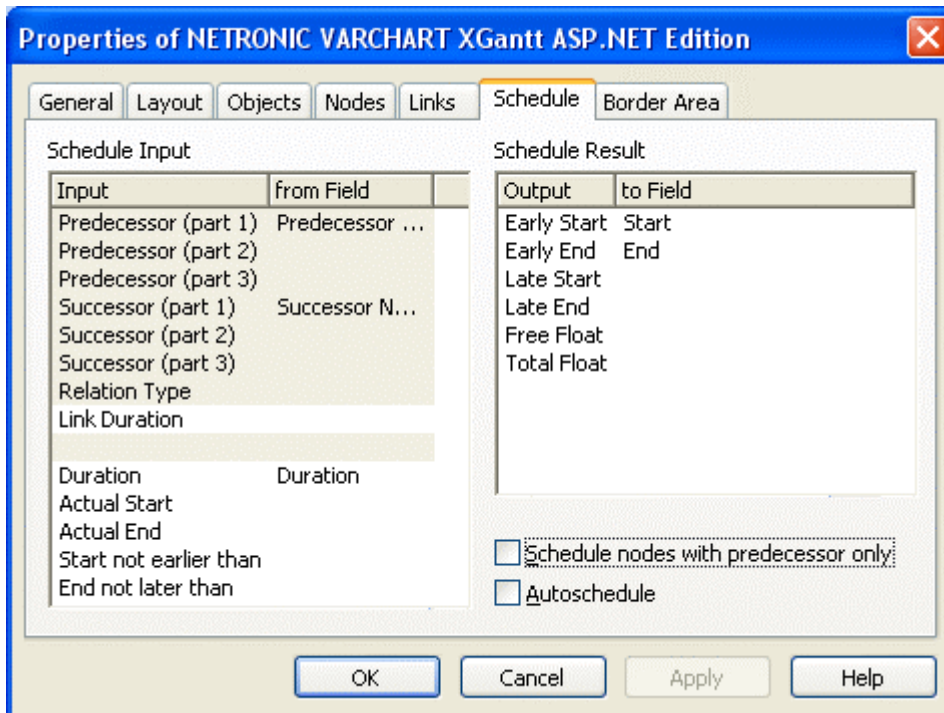 Properties of NETRONIC VARCHART XGantt ASP.NET Edition
General Layout Objects Nodes Links Schedule Border Area
Schedule Input
Input from Field
Predecessor (part 1) Predecessor ...
Predecessor (part 2)
Predecessor (part 3)
Successor (part 1) Successor N...
Successor (part 2)
Successor (part 3)
Relation Type
Link Duration
Duration Duration
Actual Start
Actual End
Start not earlier than
End not later than
Schedule Result
Output to Field
Early Start Start
Early End End
Late Start
Late End
Free Float
Total Float
Schedule nodes with predecessor only
Autoschedule
OK Cancel Apply Help